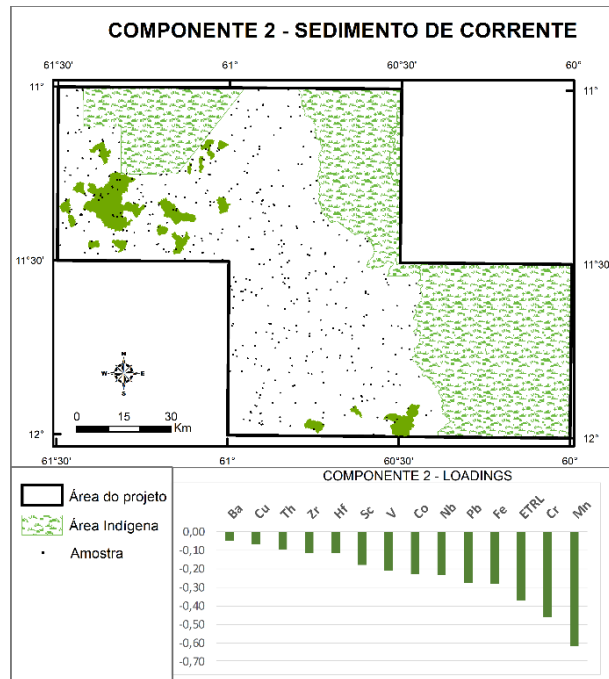 COMPONENTE 2 - SEDIMENTO DE CORRENTE
61°30' 61° 60°30' 60°
11° 11°
11°30' 11°30'
12° 12°
N
W E
S
0 15 30
Km
61°30' 61° 60°30' 60°
Área do projeto
Área Indígena
Amostra
COMPONENTE 2 - LOADINGS
Ba Cu Th Zr Hf Sc V Co Nb Pb Fe ETRL Cr Mn
0,00
-0,10
-0,20
-0,30
-0,40
-0,50
-0,60
-0,70